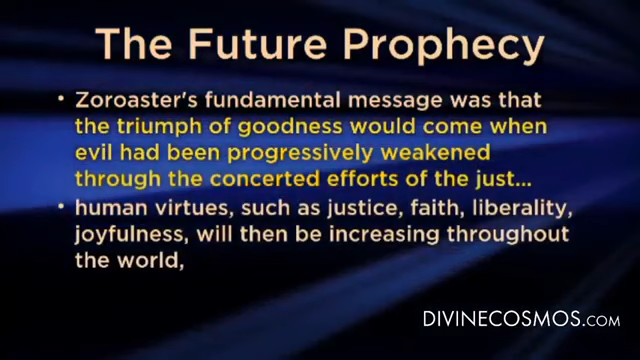 The Future Prophecy
• Zoroaster's fundamental message was that
the triumph of goodness would come when
evil had been progressively weakened
through the concerted efforts of the just...
• human virtues, such as justice, faith, liberality,
joyfulness, will then be increasing throughout
the world,
DIVINECOSMOS.COM